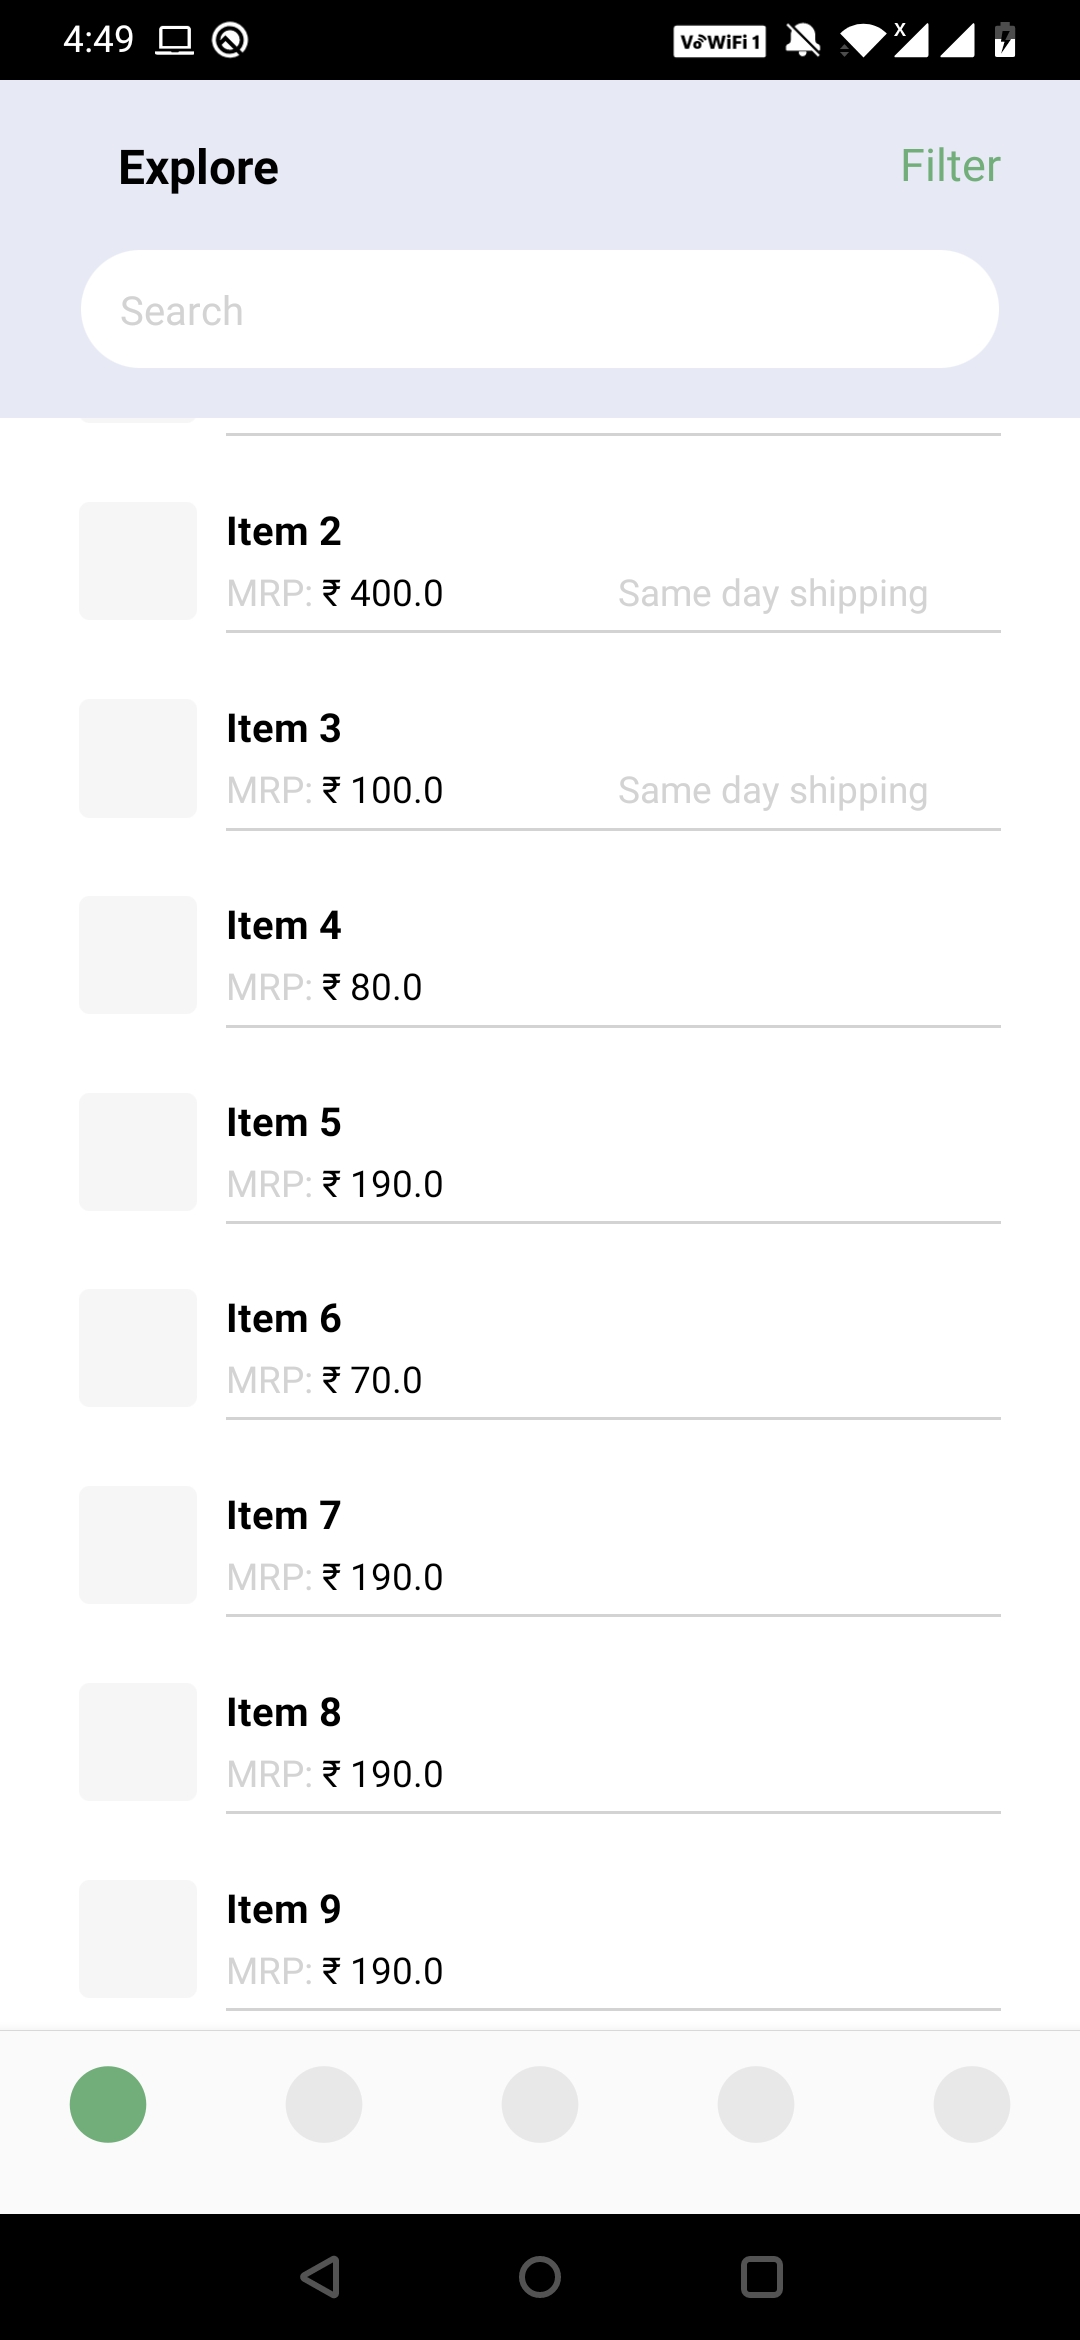 4:49 VoWiFi 1 X
Explore Filter
Search
Item 2
MRP: ₹ 400.0 Same day shipping
Item 3
MRP: ₹ 100.0 Same day shipping
Item 4
MRP: ₹ 80.0
Item 5
MRP: ₹ 190.0
Item 6
MRP: ₹ 70.0
Item 7
MRP: ₹ 190.0
Item 8
MRP: ₹ 190.0
Item 9
MRP: ₹ 190.0